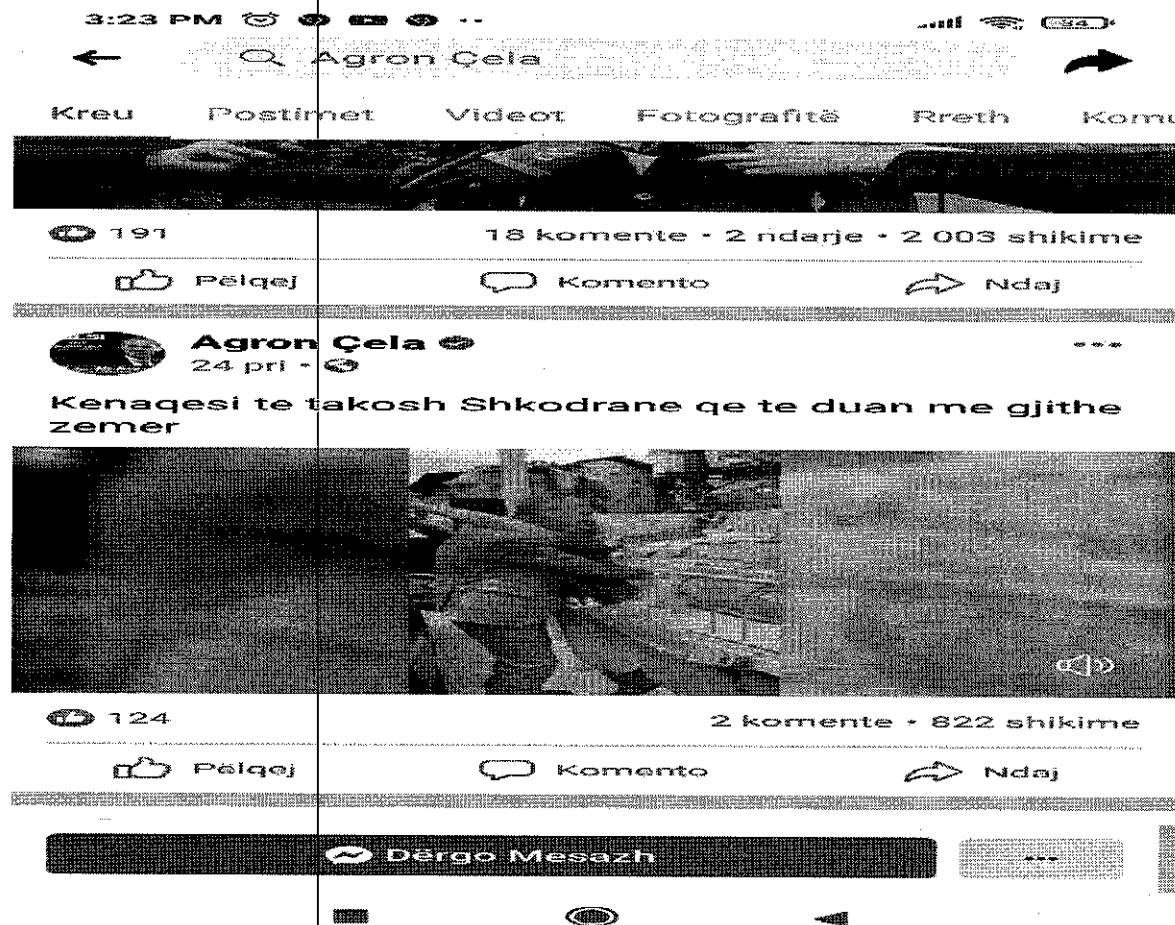 3:23 PM
Agron Çela
Kreu Postimet Videot Fotografitë Rreth Komu
191 18 komente • 2 ndarje • 2 003 shikime
Pëlqej Komento Ndaj
Agron Çela
24 pri •
Kenaqesi te takosh Shkodrane qe te duan me gjithe
zemer
124 2 komente • 822 shikime
Pëlqej Komento Ndaj
Dërgo Mesazh